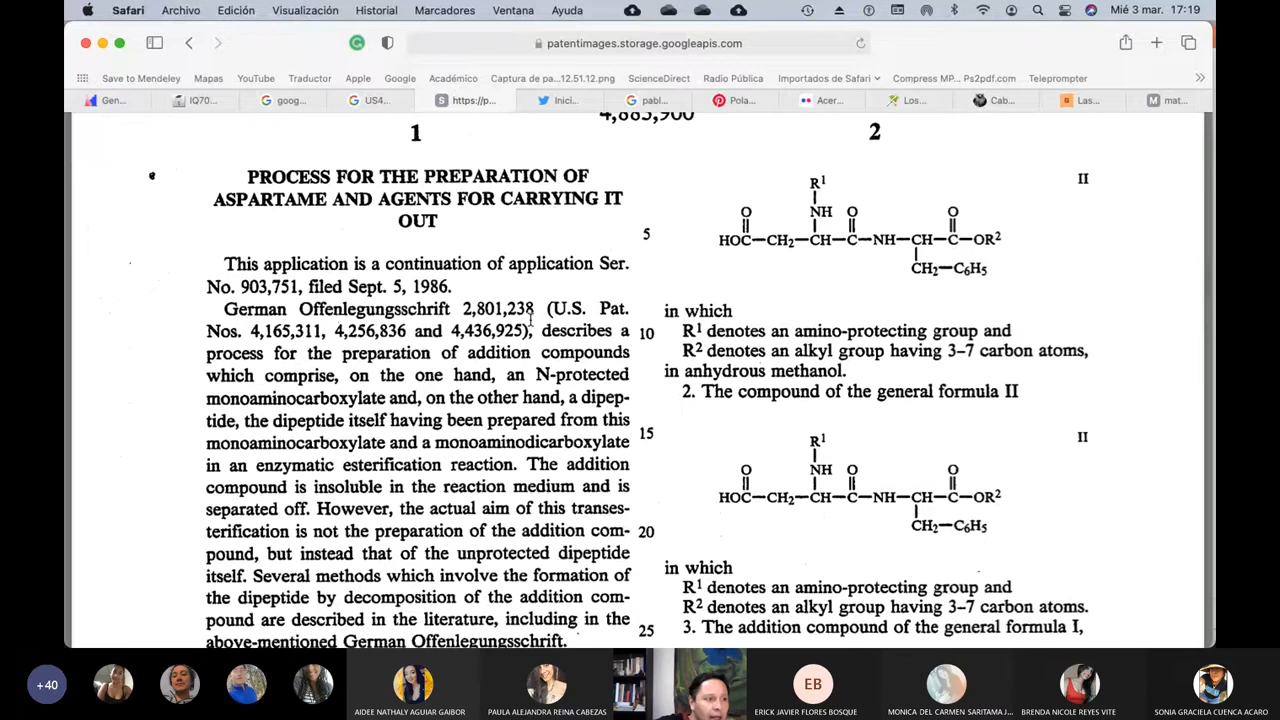 Safari Archivo Edición Visualización Historial Marcadores Ventana Ayuda Mié 3 mar. 17:19
patentimages.storage.googleapis.com
Save to Mendeley Mapas YouTube Traductor Apple Google Académico Captura de pa...12.51.12.png ScienceDirect Radio Pública Importados de Safari Compress MP... Ps2pdf.com Teleprompter
Gen... IQ70... goog... US4... https://p... Inici... pabl... Pola... Acer... Los... Cab... Las... mat...
4,885,900
1
PROCESS FOR THE PREPARATION OF
ASPARTAME AND AGENTS FOR CARRYING IT
OUT
This application is a continuation of application Ser.
No. 903,751, filed Sept. 5, 1986.
German Offenlegungsschrift 2,801,238 (U.S. Pat.
Nos. 4,165,311, 4,256,836 and 4,436,925), describes a
process for the preparation of addition compounds
which comprise, on the one hand, an N-protected
monoaminocarboxylate and, on the other hand, a dipep-
tide, the dipeptide itself having been prepared from this
monoaminocarboxylate and a monoaminodicarboxylate
in an enzymatic esterification reaction. The addition
compound is insoluble in the reaction medium and is
separated off. However, the actual aim of this transes-
terification is not the preparation of the addition com-
pound, but instead that of the unprotected dipeptide
itself. Several methods which involve the formation of
the dipeptide by decomposition of the addition com-
pound are described in the literature, including in the
above-mentioned German Offenlegungsschrift.
5
10
15
20
25
2
R¹ II
O NH O O
HOC—CH₂—CH—C—NH—CH—C—OR²
CH₂—C₆H₅
in which
R¹ denotes an amino-protecting group and
R² denotes an alkyl group having 3-7 carbon atoms,
in anhydrous methanol.
2. The compound of the general formula II
R¹ II
O NH O O
HOC—CH₂—CH—C—NH—CH—C—OR²
CH₂—C₆H₅
in which
R¹ denotes an amino-protecting group and
R² denotes an alkyl group having 3-7 carbon atoms.
3. The addition compound of the general formula I,
+40
AIDEE NATHALY AGUIAR GAIBOR
PAULA ALEJANDRA REINA CABEZAS
EB
ERICK JAVIER FLORES BOSQUE
MONICA DEL CARMEN SARITAMA J...
BRENDA NICOLE REYES VITE
SONIA GRACIELA CUENCA ACARO